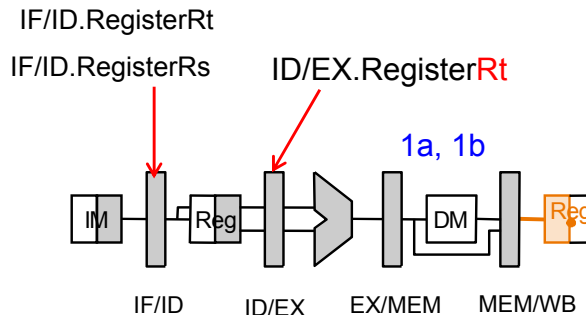 IF/ID.RegisterRt
IF/ID.RegisterRs
ID/EX.RegisterRt
1a, 1b
IM
Reg
DM
Reg
IF/ID
ID/EX
EX/MEM
MEM/WB